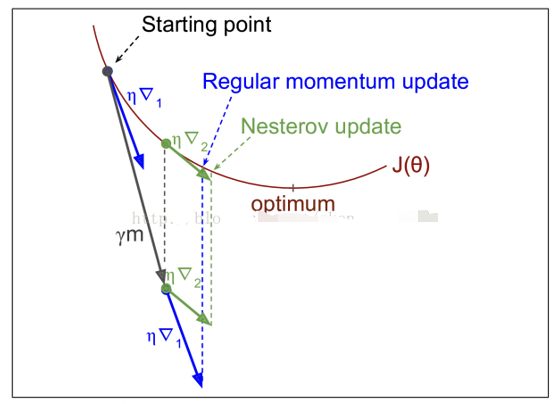 Starting point
η∇1
Regular momentum update
η∇2
Nesterov update
J(θ)
optimum
γm
η∇2
η∇1